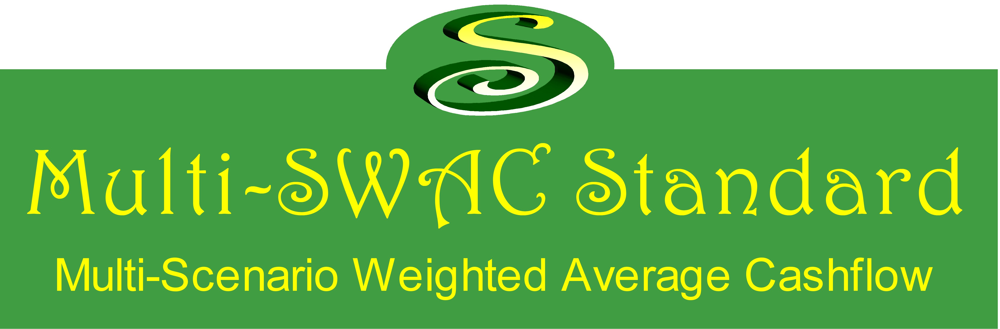 S
Multi-SWAC Standard
Multi-Scenario Weighted Average Cashflow